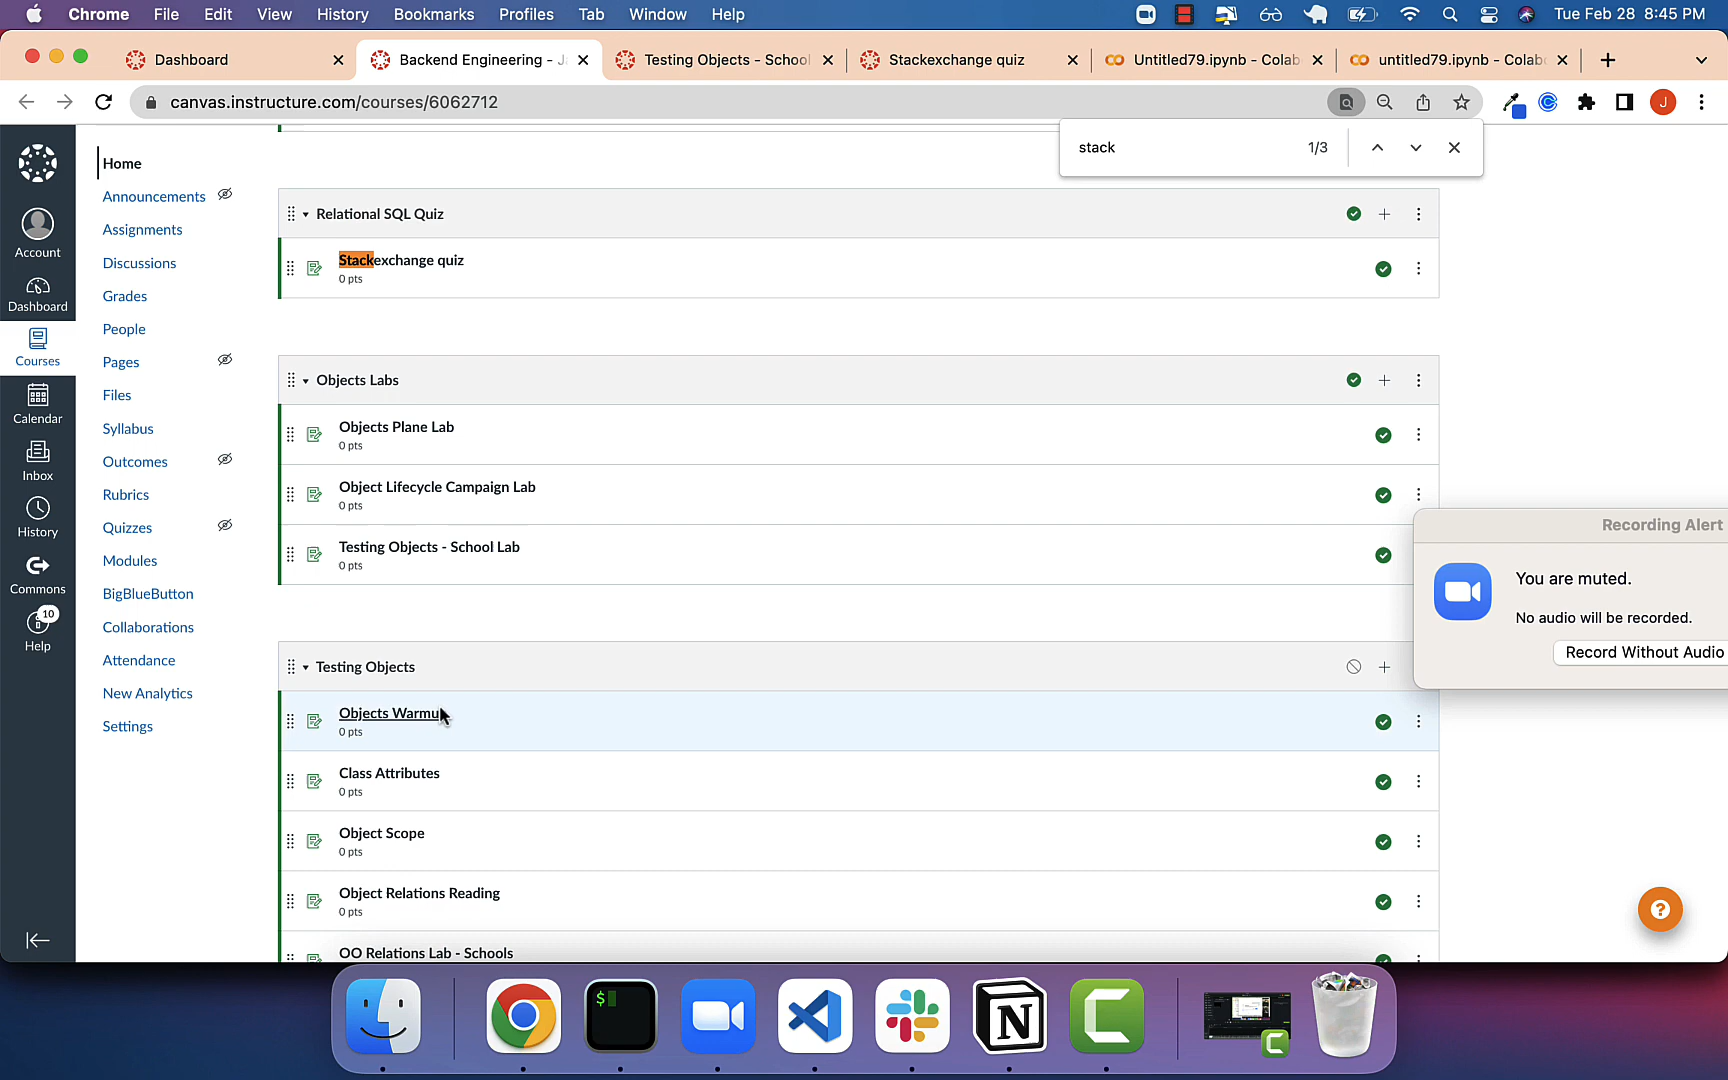 Chrome File Edit View History Bookmarks Profiles Tab Window Help Tue Feb 28 8:45 PM
Dashboard Backend Engineering - Ja Testing Objects - School Stackexchange quiz Untitled79.ipynb - Colab untitled79.ipynb - Colab
canvas.instructure.com/courses/6062712 J
stack 1/3
Account
Dashboard
Courses
Calendar
Inbox
History
Commons
10
Help
Home
Announcements
Assignments
Discussions
Grades
People
Pages
Files
Syllabus
Outcomes
Rubrics
Quizzes
Modules
BigBlueButton
Collaborations
Attendance
New Analytics
Settings
Relational SQL Quiz
Stackexchange quiz
0 pts
Objects Labs
Objects Plane Lab
0 pts
Object Lifecycle Campaign Lab
0 pts
Testing Objects - School Lab
0 pts
Testing Objects
Objects Warmu
0 pts
Class Attributes
0 pts
Object Scope
0 pts
Object Relations Reading
0 pts
OO Relations Lab - Schools
Recording Alert
You are muted.
No audio will be recorded.
Record Without Audio